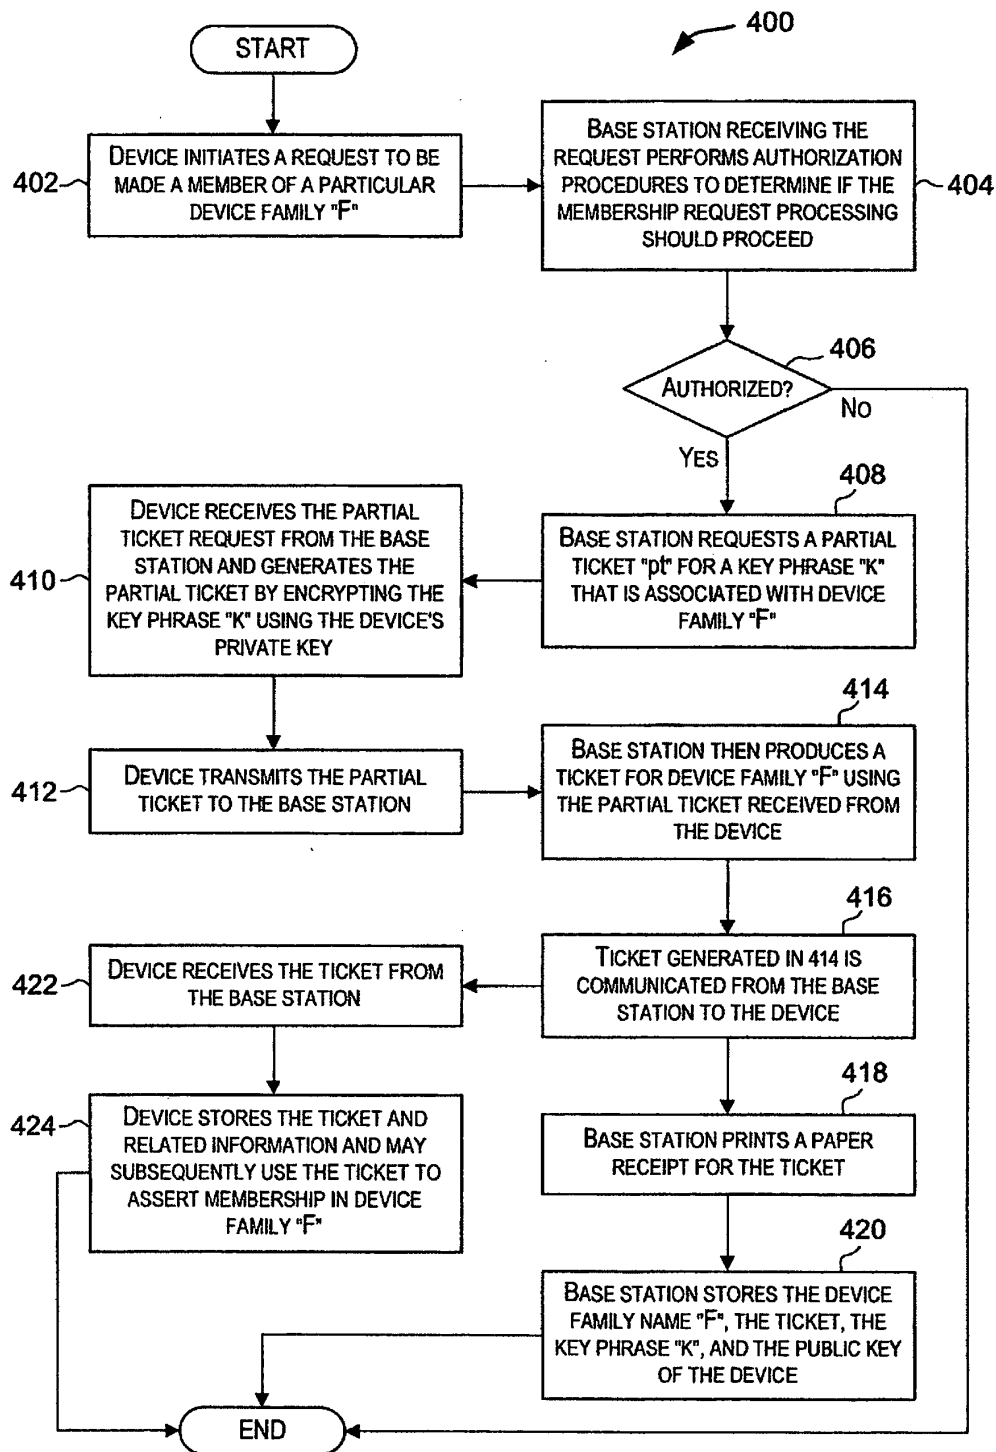 400
START
402
DEVICE INITIATES A REQUEST TO BE
MADE A MEMBER OF A PARTICULAR
DEVICE FAMILY "F"
BASE STATION RECEIVING THE
REQUEST PERFORMS AUTHORIZATION
PROCEDURES TO DETERMINE IF THE
MEMBERSHIP REQUEST PROCESSING
SHOULD PROCEED
404
406
AUTHORIZED?
NO
YES
408
BASE STATION REQUESTS A PARTIAL
TICKET "pt" FOR A KEY PHRASE "K"
THAT IS ASSOCIATED WITH DEVICE
FAMILY "F"
410
DEVICE RECEIVES THE PARTIAL
TICKET REQUEST FROM THE BASE
STATION AND GENERATES THE
PARTIAL TICKET BY ENCRYPTING THE
KEY PHRASE "K" USING THE DEVICE'S
PRIVATE KEY
412
DEVICE TRANSMITS THE PARTIAL
TICKET TO THE BASE STATION
414
BASE STATION THEN PRODUCES A
TICKET FOR DEVICE FAMILY "F" USING
THE PARTIAL TICKET RECEIVED FROM
THE DEVICE
416
TICKET GENERATED IN 414 IS
COMMUNICATED FROM THE BASE
STATION TO THE DEVICE
422
DEVICE RECEIVES THE TICKET FROM
THE BASE STATION
418
BASE STATION PRINTS A PAPER
RECEIPT FOR THE TICKET
424
DEVICE STORES THE TICKET AND
RELATED INFORMATION AND MAY
SUBSEQUENTLY USE THE TICKET TO
ASSERT MEMBERSHIP IN DEVICE
FAMILY "F"
420
BASE STATION STORES THE DEVICE
FAMILY NAME "F", THE TICKET, THE
KEY PHRASE "K", AND THE PUBLIC KEY
OF THE DEVICE
END